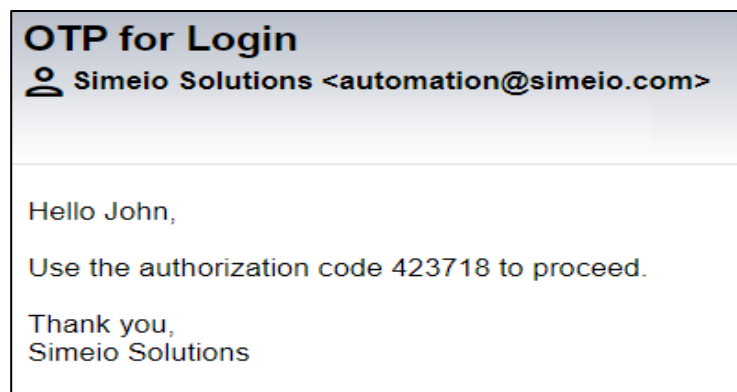 OTP for Login
Simeio Solutions <automation@simeio.com>
Hello John,
Use the authorization code 423718 to proceed.
Thank you,
Simeio Solutions